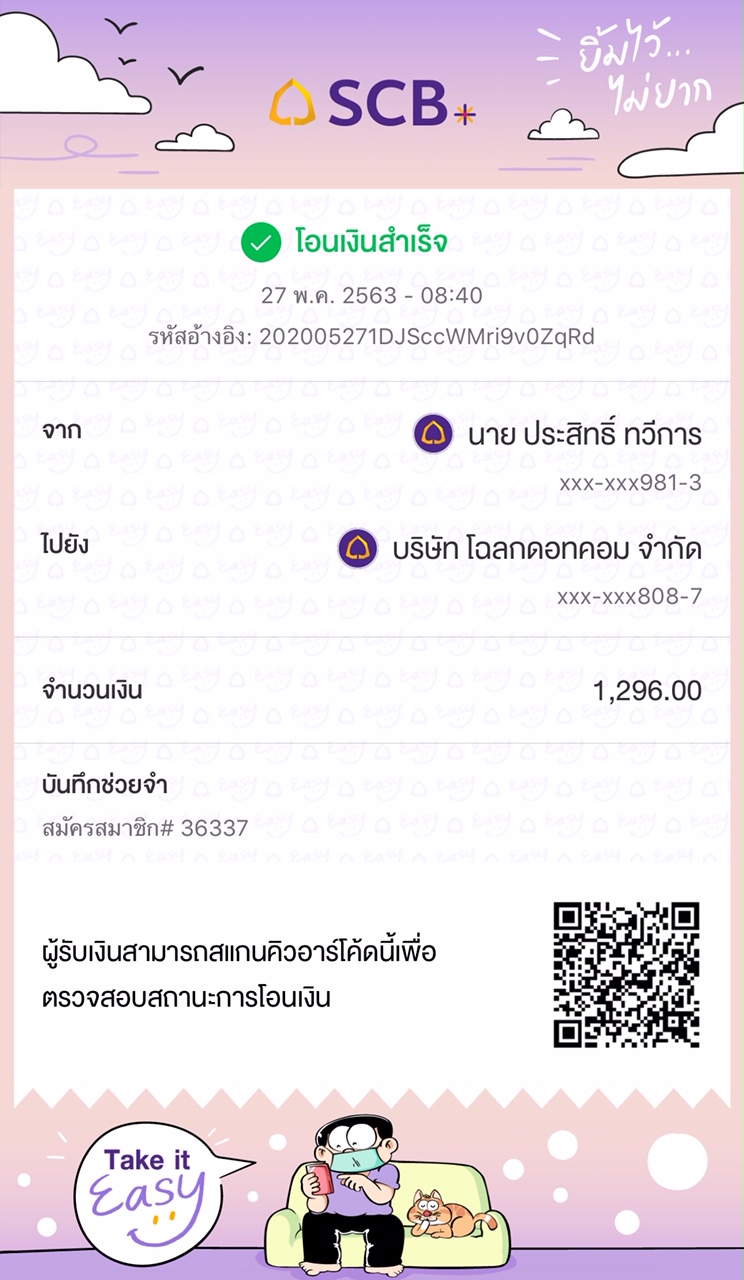 ยิ้มไว้...
ไม่ยาก
SCB
โอนเงินสำเร็จ
27 พ.ค. 2563 - 08:40
รหัสอ้างอิง: 202005271DJSccWMri9v0ZqRd
จาก
นาย ประสิทธิ์ ทวีการ
xxx-xxx981-3
ไปยัง
บริษัท โฉลกดอทคอม จำกัด
xxx-xxx808-7
จำนวนเงิน
1,296.00
บันทึกช่วยจำ
สมัครสมาชิก# 36337
ผู้รับเงินสามารถสแกนคิวอาร์โค้ดนี้เพื่อ
ตรวจสอบสถานะการโอนเงิน
Take it
Easy